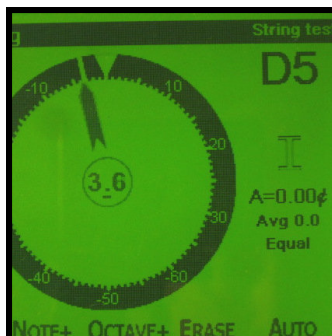 String tes
D5
-10
10
20
3.6
30
A=0.00¢
Avg 0.0
Equal
-40
-50
-60
NOTE+ OCTAVE+ ERASE AUTO